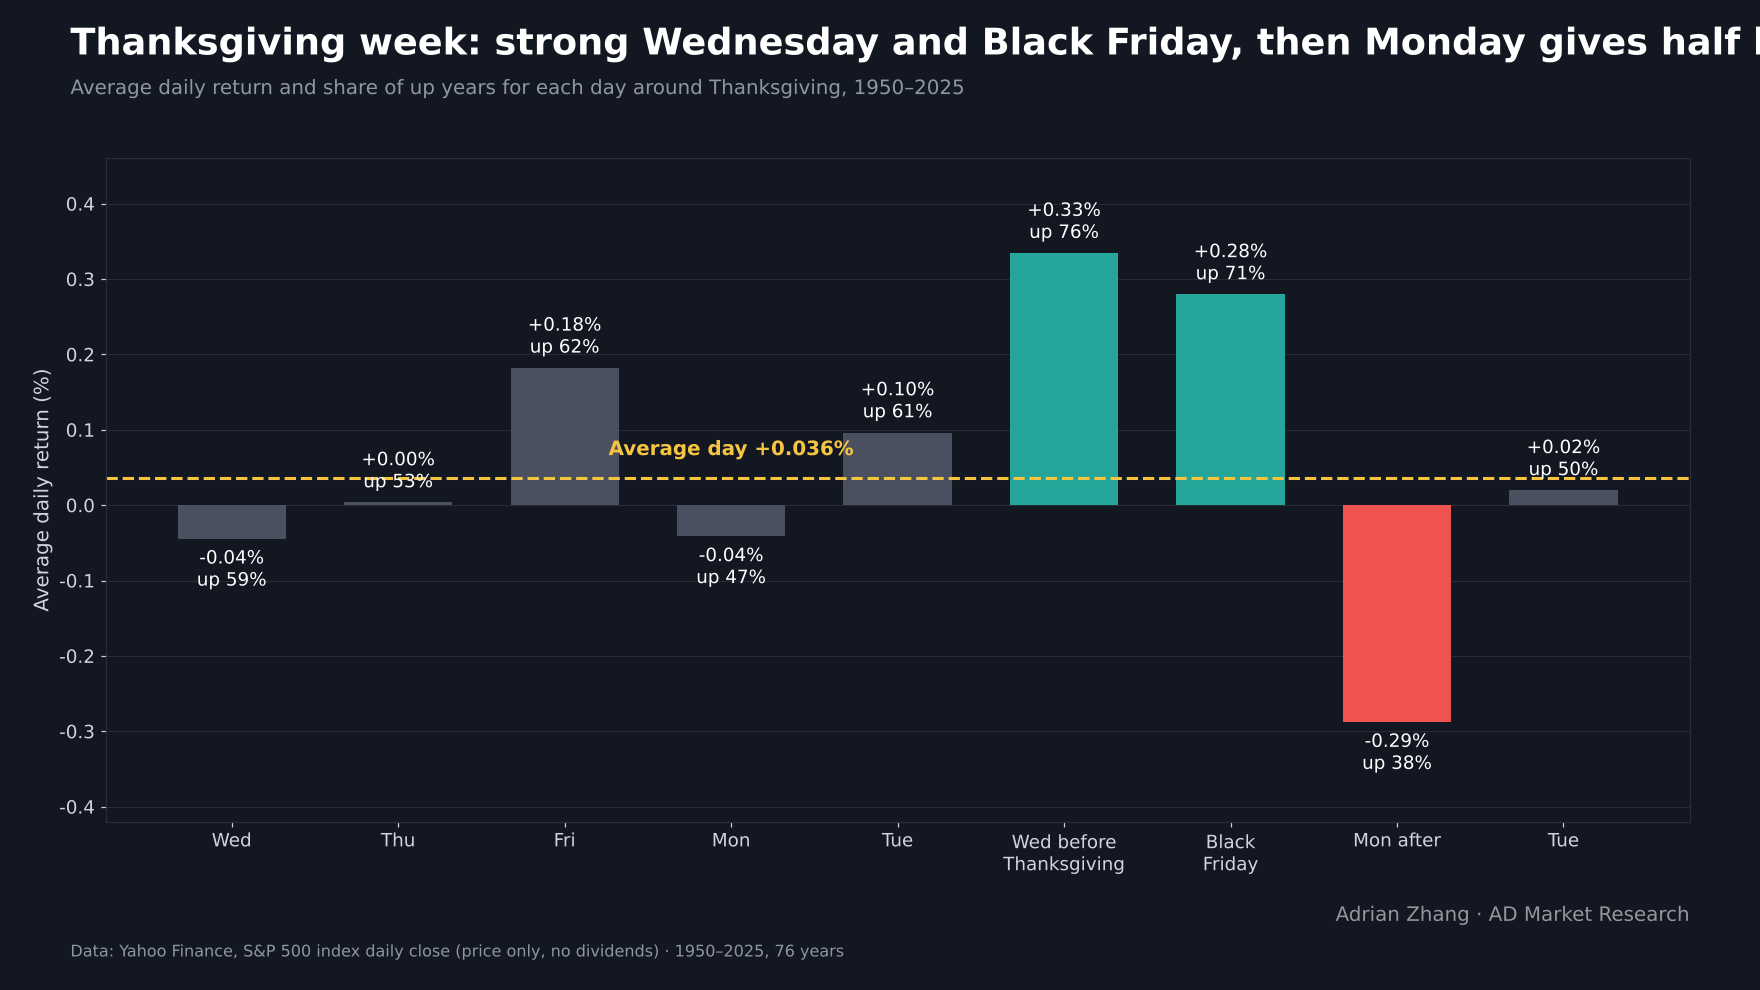 Thanksgiving week: strong Wednesday and Black Friday, then Monday gives half
Average daily return and share of up years for each day around Thanksgiving, 1950–2025
Average daily return (%)
0.4
0.3
0.2
0.1
0.0
-0.1
-0.2
-0.3
-0.4
-0.04%
up 59%
+0.00%
up 53%
+0.18%
up 62%
Average day +0.036%
-0.04%
up 47%
+0.10%
up 61%
+0.33%
up 76%
+0.28%
up 71%
-0.29%
up 38%
+0.02%
up 50%
Wed
Thu
Fri
Mon
Tue
Wed before
Thanksgiving
Black
Friday
Mon after
Tue
Adrian Zhang · AD Market Research
Data: Yahoo Finance, S&P 500 index daily close (price only, no dividends) · 1950–2025, 76 years